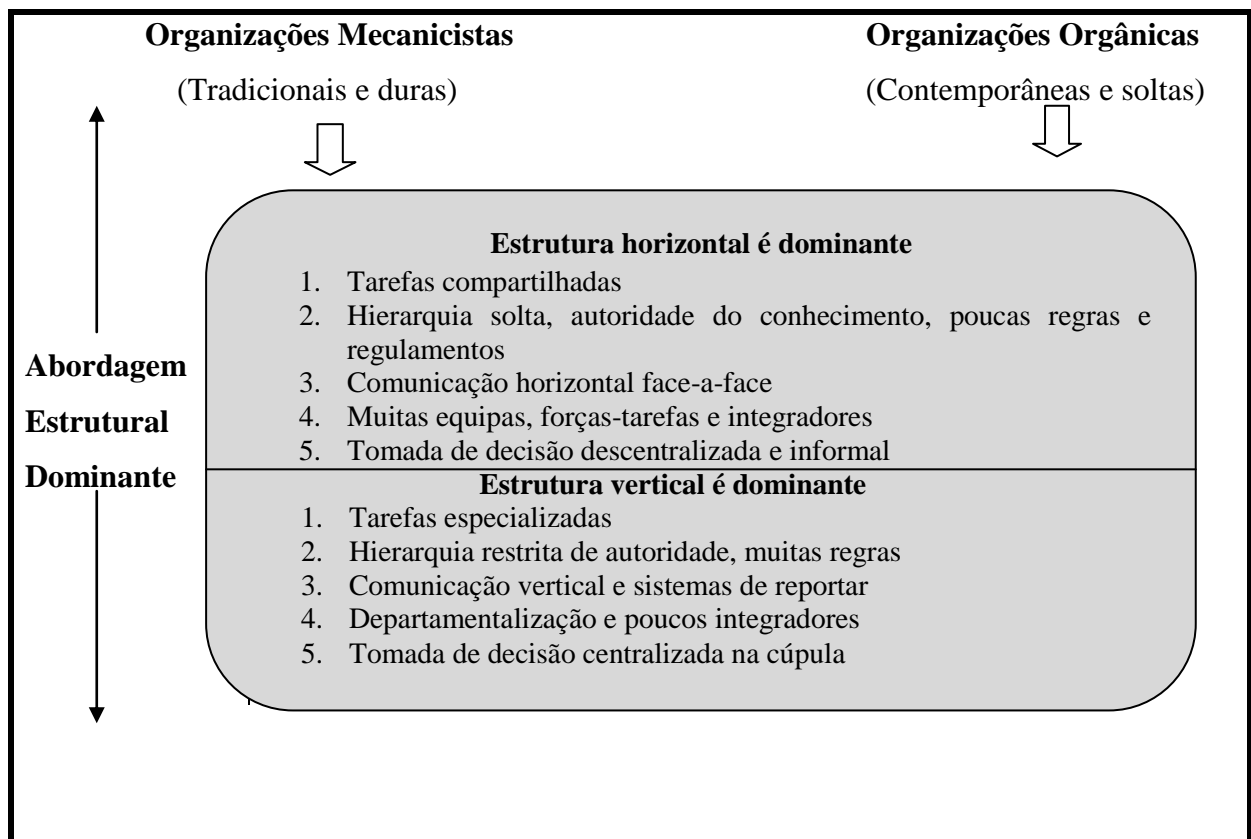 Organizações Mecanicistas
(Tradicionais e duras)
Organizações Orgânicas
(Contemporâneas e soltas)
Abordagem
Estrutural
Dominante
Estrutura horizontal é dominante
1. Tarefas compartilhadas
2. Hierarquia solta, autoridade do conhecimento, poucas regras e
regulamentos
3. Comunicação horizontal face-a-face
4. Muitas equipas, forças-tarefas e integradores
5. Tomada de decisão descentralizada e informal
Estrutura vertical é dominante
1. Tarefas especializadas
2. Hierarquia restrita de autoridade, muitas regras
3. Comunicação vertical e sistemas de reportar
4. Departamentalização e poucos integradores
5. Tomada de decisão centralizada na cúpula